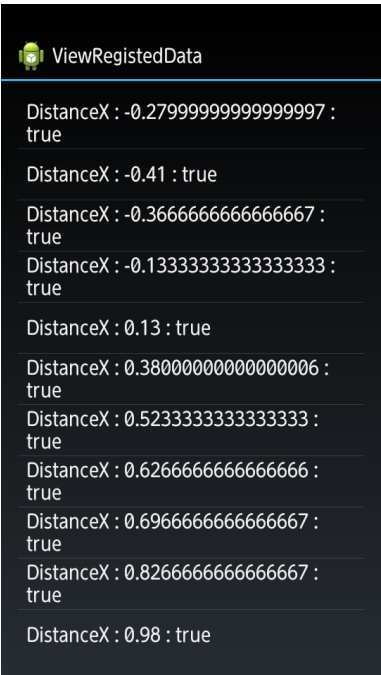 ViewRegistedData
DistanceX : -0.27999999999999997 :
true
DistanceX : -0.41 : true
DistanceX : -0.3666666666666667 :
true
DistanceX : -0.13333333333333333 :
true
DistanceX : 0.13 : true
DistanceX : 0.38000000000000006 :
true
DistanceX : 0.5233333333333333 :
true
DistanceX : 0.6266666666666666 :
true
DistanceX : 0.6966666666666667 :
true
DistanceX : 0.8266666666666667 :
true
DistanceX : 0.98 : true